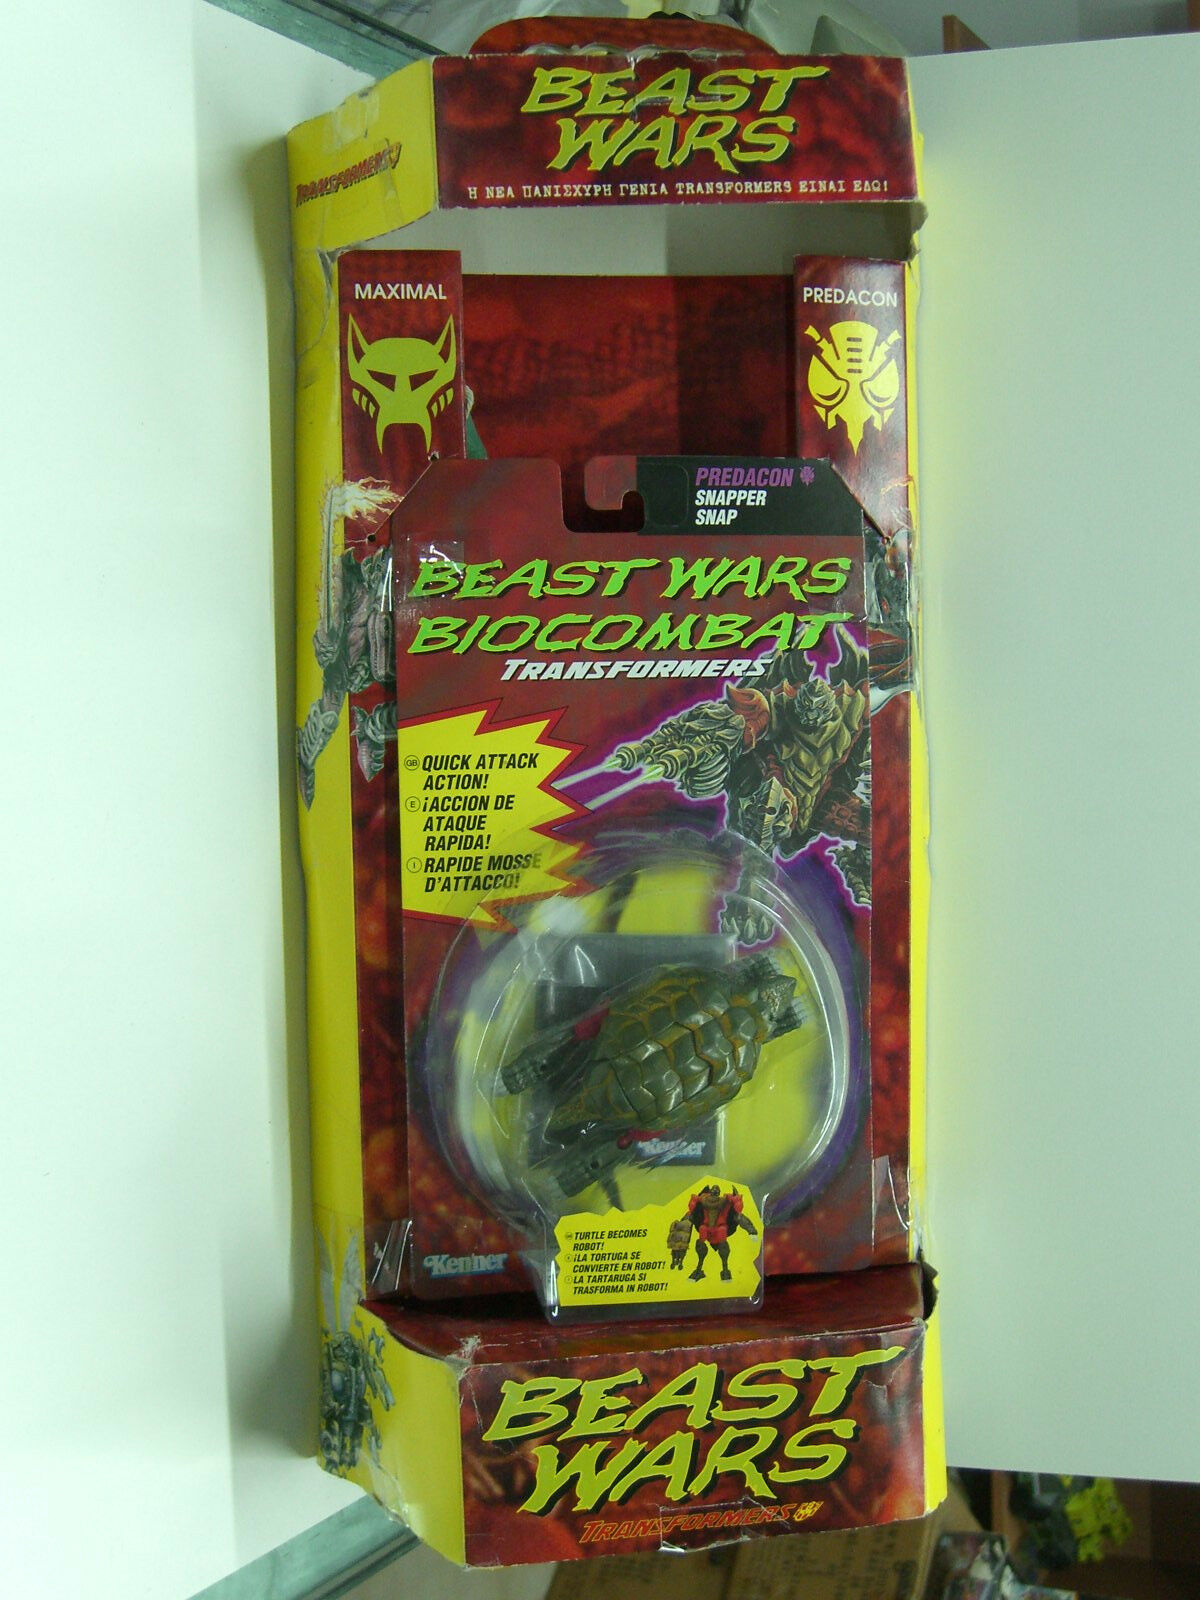 BEAST
WARS
Η ΝΕΑ ΠΑΝΙΣΧΥΡΗ ΓΕΝΙΑ TRANSFORMERS ΕΙΝΑΙ ΕΔΩ!
TRANSFORMERS
MAXIMAL
PREDACON
PREDACON
SNAPPER
SNAP
BEAST WARS
BIOCOMBAT
TRANSFORMERS
GB QUICK ATTACK
ACTION!
E ¡ACCION DE
ATAQUE
RAPIDA!
I RAPIDE MOSSE
D'ATTACCO!
Kenner
Kenner
TURTLE BECOMES
ROBOT!
¡LA TORTUGA SE
CONVIERTE EN ROBOT!
LA TARTARUGA SI
TRASFORMA IN ROBOT!
BEAST
WARS
TRANSFORMERS